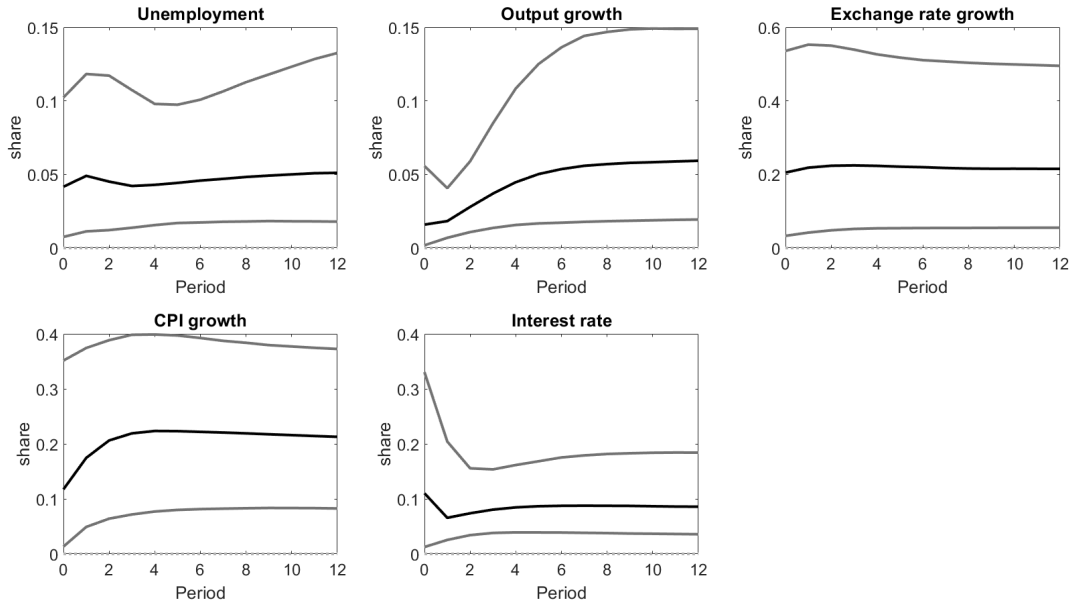 Unemployment
0.15
0.1
0.05
0
share
0 2 4 6 8 10 12
Period
Output growth
0.15
0.1
0.05
0
share
0 2 4 6 8 10 12
Period
Exchange rate growth
0.6
0.4
0.2
0
share
0 2 4 6 8 10 12
Period
CPI growth
0.4
0.3
0.2
0.1
0
share
0 2 4 6 8 10 12
Period
Interest rate
0.4
0.3
0.2
0.1
0
share
0 2 4 6 8 10 12
Period